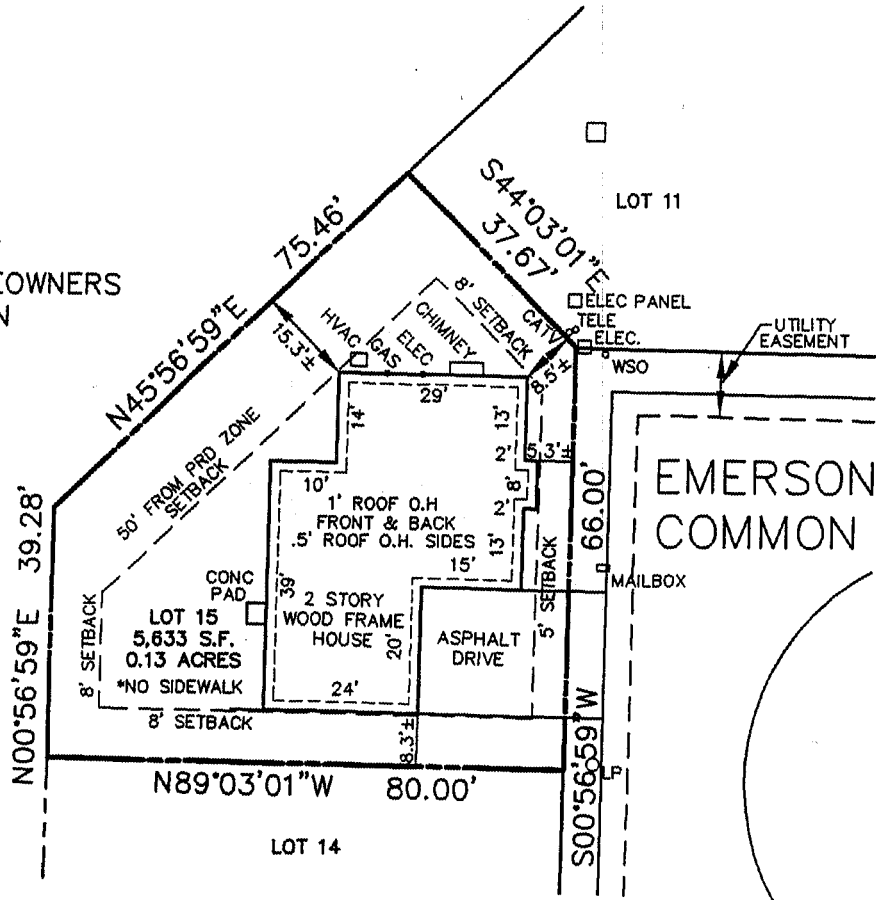 S44°03'01"E
37.67'
LOT 11
75.46'
N45°56'59"E
EOWNERS
N
8' SETBACK
ELEC PANEL
CATV
TELE
ELEC.
8.5'±
WSO
UTILITY
EASEMENT
HVAC
GAS
ELEC
CHIMNEY
15.3'±
29'
14'
13'
2'
5.3'±
10'
8'
2'
13'
50' FROM PRD ZONE
SETBACK
1' ROOF O.H
FRONT & BACK
.5' ROOF O.H. SIDES
EMERSON
COMMON
66.00'
39.28'
N00°56'59"E
15'
39'
CONC
PAD
MAILBOX
8' SETBACK
LOT 15
5,633 S.F.
0.13 ACRES
*NO SIDEWALK
2 STORY
WOOD FRAME
HOUSE
20'
ASPHALT
DRIVE
5' SETBACK
24'
8' SETBACK
8.3'±
S00°56'59"W
LP
N89°03'01"W
80.00'
LOT 14